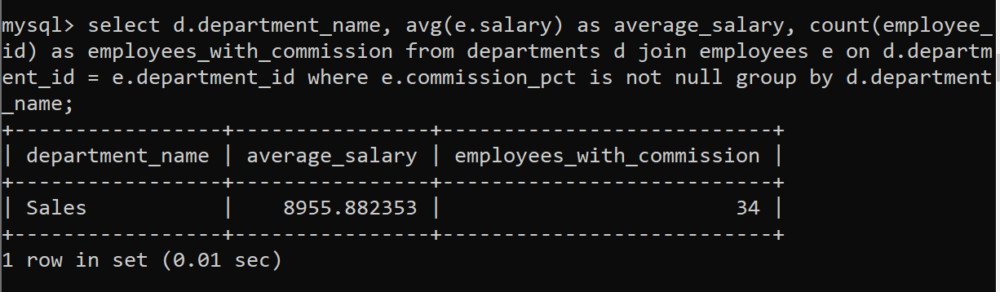 mysql> select d.department_name, avg(e.salary) as average_salary, count(employee_
id) as employees_with_commission from departments d join employees e on d.departm
ent_id = e.department_id where e.commission_pct is not null group by d.department
_name;
+-----------------+----------------+---------------------------+
| department_name | average_salary | employees_with_commission |
+-----------------+----------------+---------------------------+
| Sales           |    8955.882353 |                        34 |
+-----------------+----------------+---------------------------+
1 row in set (0.01 sec)